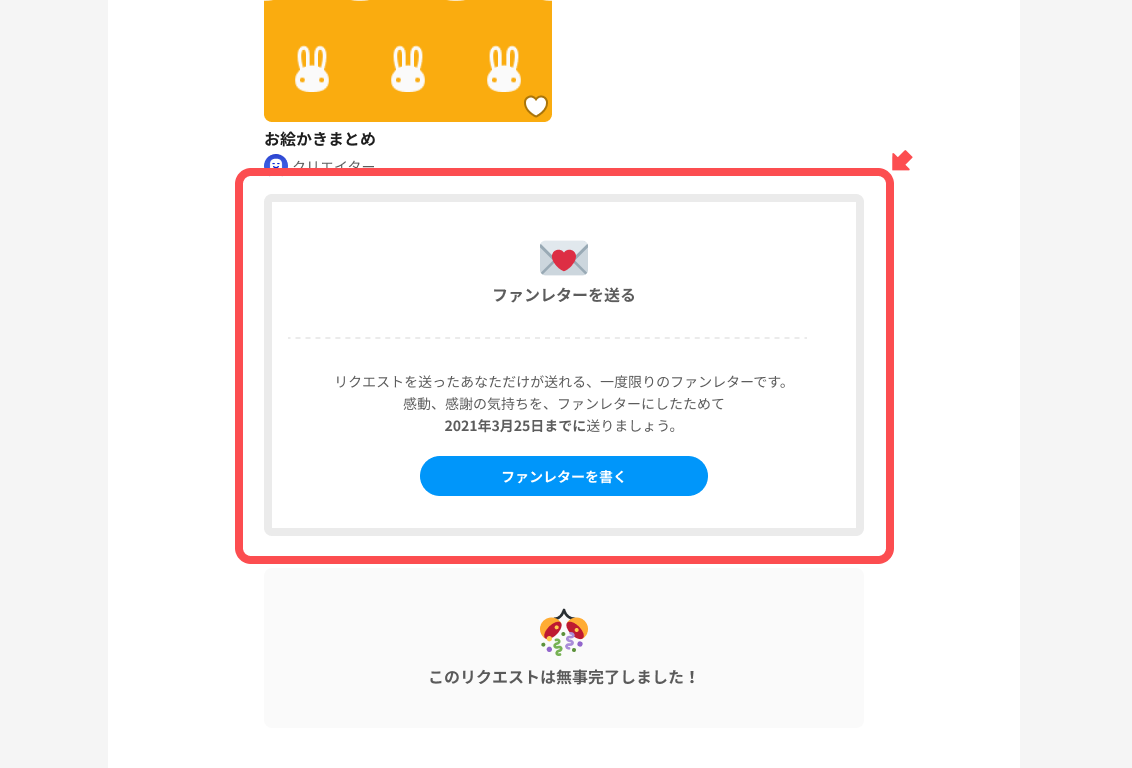 お絵かきまとめ
クリエイター
ファンレターを送る
リクエストを送ったあなただけが送れる、一度限りのファンレターです。
感動、感謝の気持ちを、ファンレターにしたためて
2021年3月25日までに送りましょう。
ファンレターを書く
このリクエストは無事完了しました！